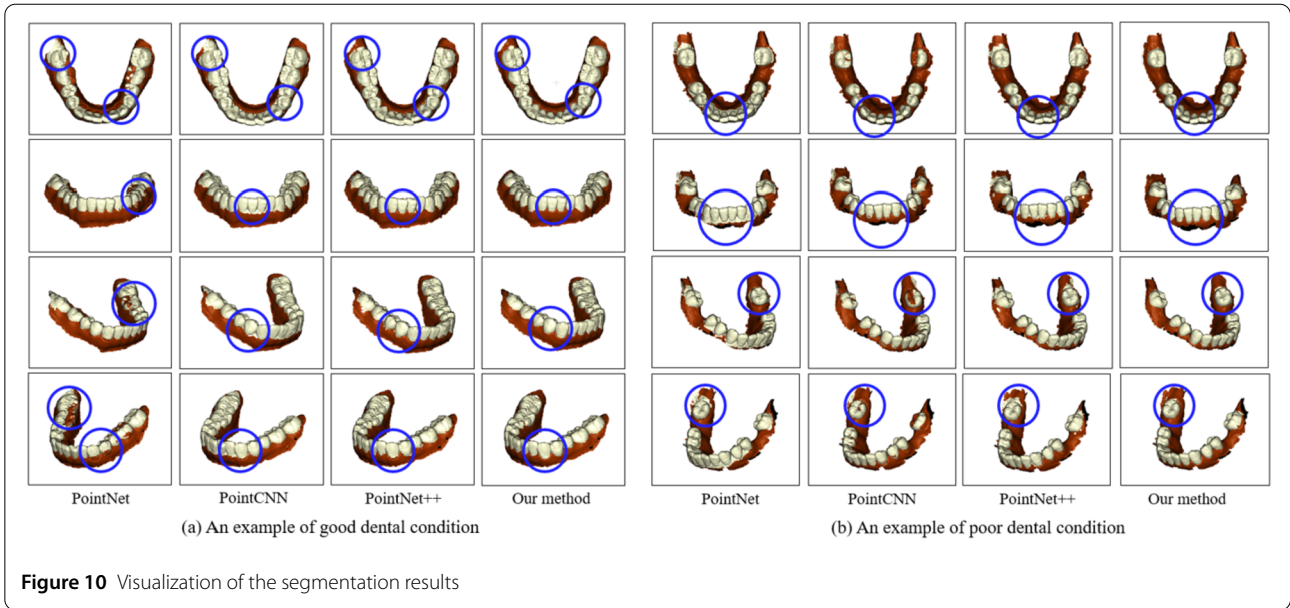 PointNet PointCNN PointNet++ Our method PointNet PointCNN PointNet++ Our method
(a) An example of good dental condition (b) An example of poor dental condition
Figure 10 Visualization of the segmentation results